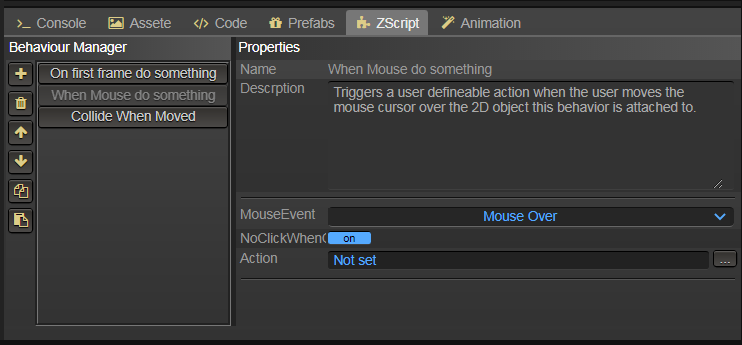 Console Assete Code Prefabs ZScript Animation
Behaviour Manager
On first frame do something
When Mouse do something
Collide When Moved
Properties
Name When Mouse do something
Descrption Triggers a user defineable action when the user moves the
mouse cursor over the 2D object this behavior is attached to.
MouseEvent Mouse Over
NoClickWhen on
Action Not set ...